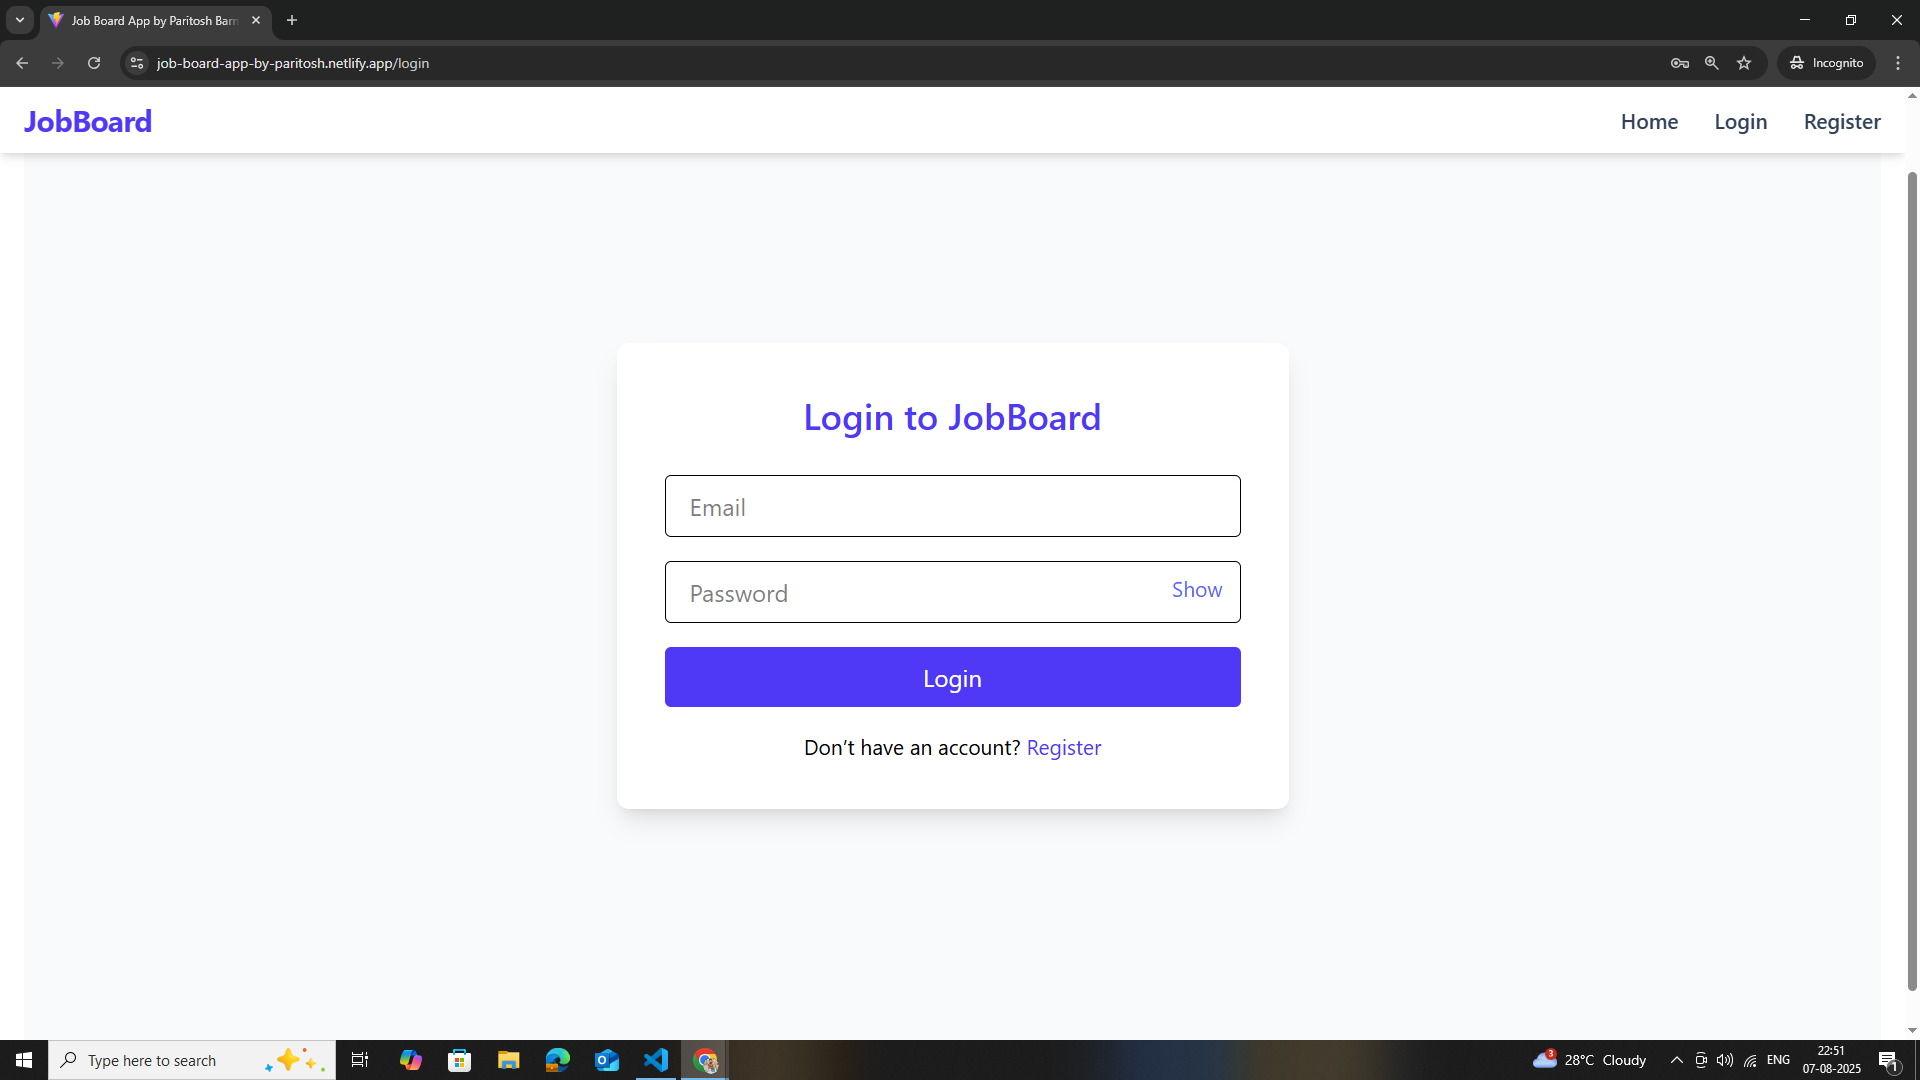 Job Board App by Paritosh Barn
job-board-app-by-paritosh.netlify.app/login
Incognito
JobBoard
Home Login Register
Login to JobBoard
Email
Password Show
Login
Don’t have an account? Register
Type here to search
3 28°C Cloudy
ENG
22:51
07-08-2025
1